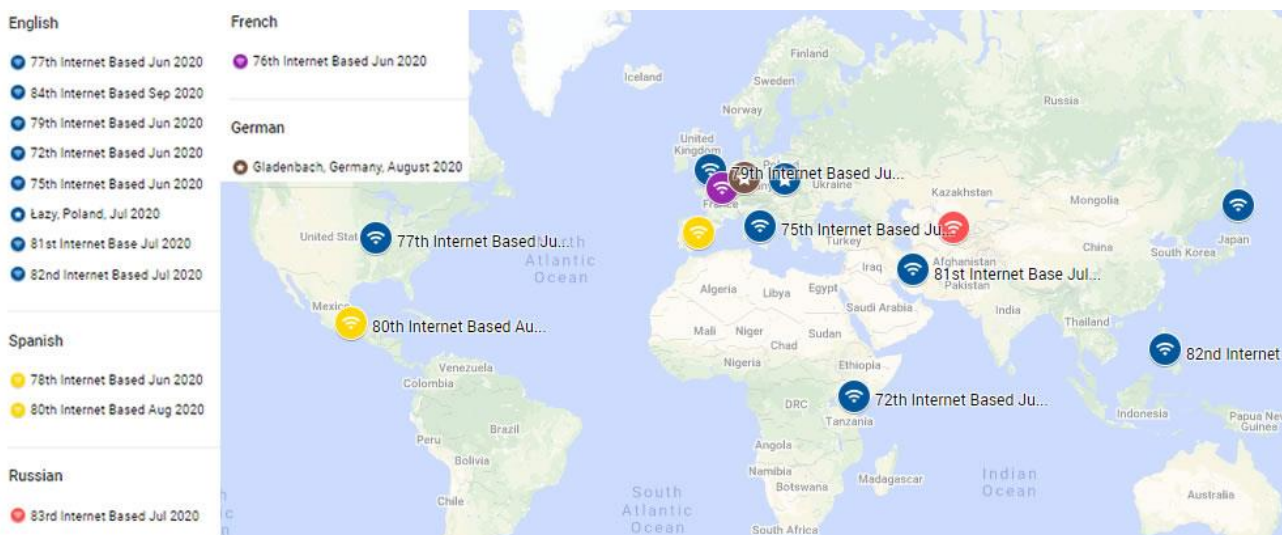 English
77th Internet Based Jun 2020
84th Internet Based Sep 2020
79th Internet Based Jun 2020
72th Internet Based Jun 2020
75th Internet Based Jun 2020
Łazy, Poland, Jul 2020
81st Internet Base Jul 2020
82nd Internet Based Jul 2020
Spanish
78th Internet Based Jun 2020
80th Internet Based Aug 2020
Russian
83rd Internet Based Jul 2020
French
76th Internet Based Jun 2020
German
Gladenbach, Germany, August 2020
Iceland
Finland
Sweden
Norway
Russia
United
Kingdom
79th Internet Based Ju...
Ukraine
France
Kazakhstan
Mongolia
United Stat
77th Internet Based Ju...
Atlantic
Ocean
75th Internet Based Ju...
Turkey
China
South Korea
Japan
Iraq
Afghanistan
81st Internet Base Jul...
Pakistan
Algeria
Libya
Egypt
Saudi Arabia
India
Thailand
Mexico
80th Internet Based Au...
Mali
Niger
Chad
Sudan
Nigeria
Ethiopia
82nd Internet
Venezuela
Colombia
DRC
72th Internet Based Ju...
Tanzania
Indonesia
Papua New
Guinea
Peru
Brazil
Bolivia
Angola
Namibia
Botswana
Madagascar
Indian
Ocean
Australia
Chile
South
Atlantic
Ocean
South Africa